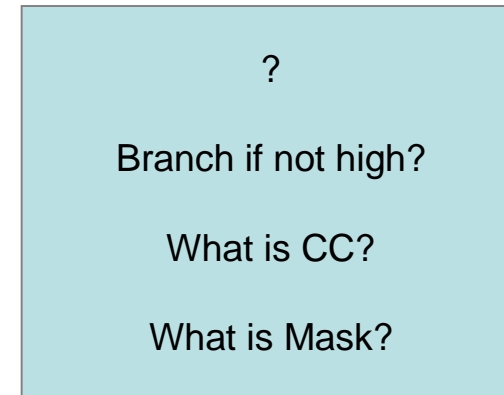 ?
Branch if not high?
What is CC?
What is Mask?